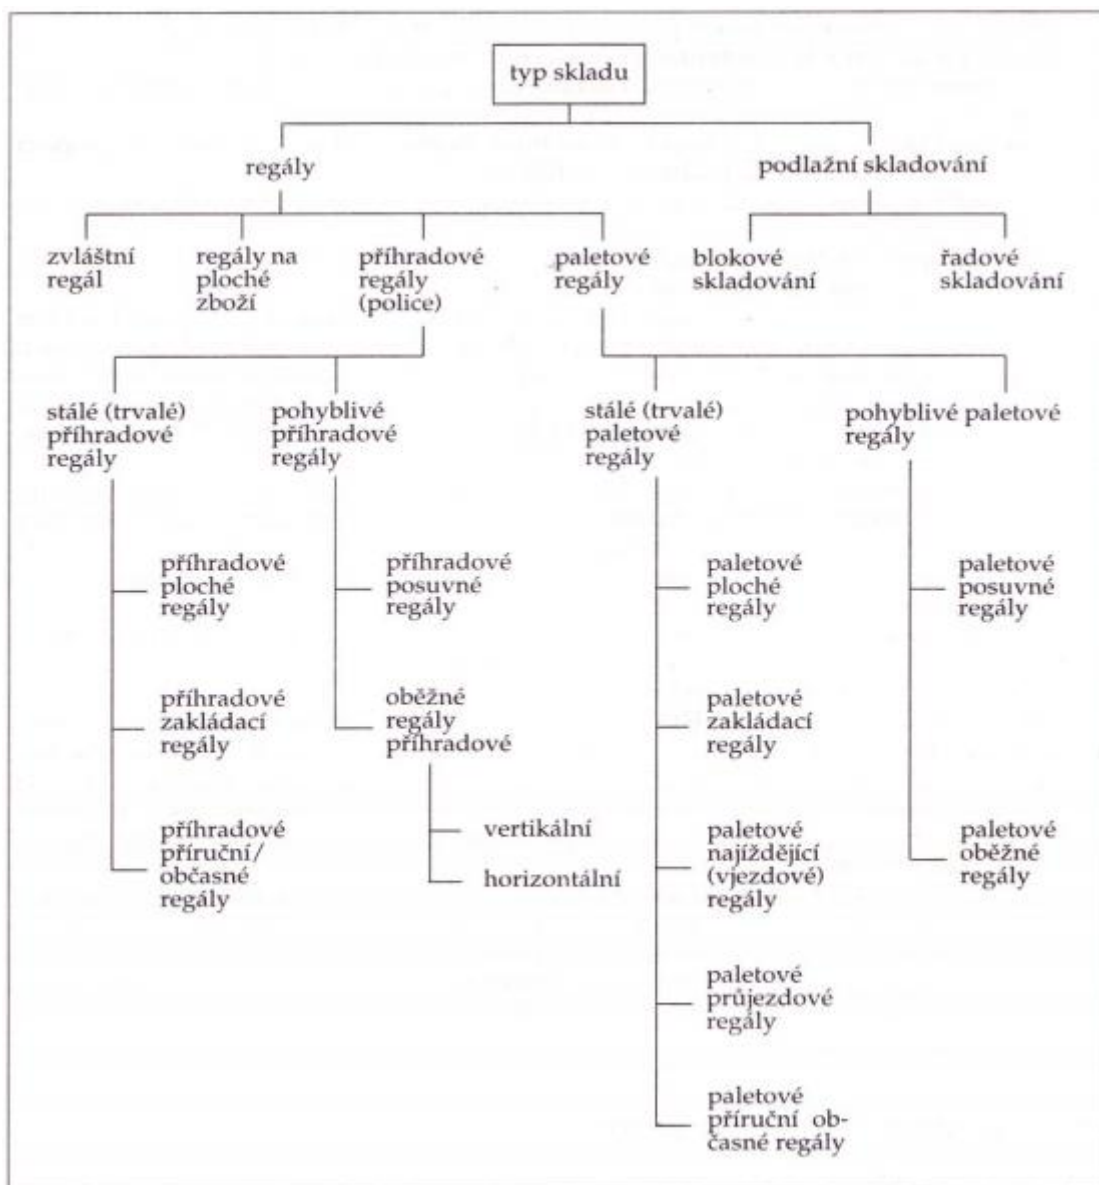 typ skladu
regály
podlažní skladování
zvláštní
regál
regály na
ploché
zboží
příhradové
regály
(police)
paletové
regály
blokové
skladování
řadové
skladování
stálé (trvalé)
příhradové
regály
pohyblivé
příhradové
regály
stálé (trvalé)
paletové
regály
pohyblivé paletové
regály
příhradové
ploché
regály
příhradové
posuvné
regály
paletové
ploché
regály
paletové
posuvné
regály
příhradové
zakládací
regály
oběžné
regály
příhradové
paletové
zakládací
regály
příhradové
příruční/
občasné
regály
vertikální
horizontální
paletové
najíždějící
(vjezdové)
regály
paletové
oběžné
regály
paletové
průjezdové
regály
paletové
příruční ob-
časné regály